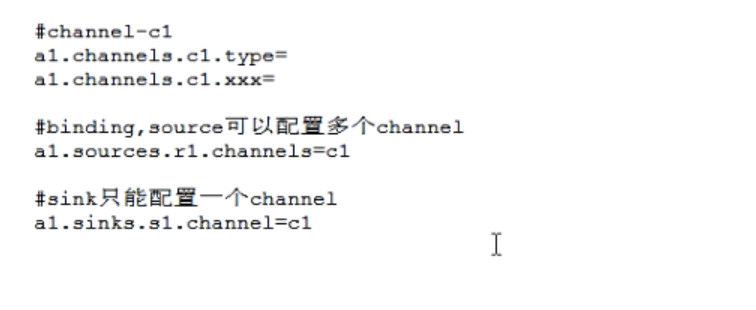 #channel-c1
a1.channels.c1.type=
a1.channels.c1.xxx=
#binding,source可以配置多个channel
a1.sources.r1.channels=c1
#sink只能配置一个channel
a1.sinks.s1.channel=c1